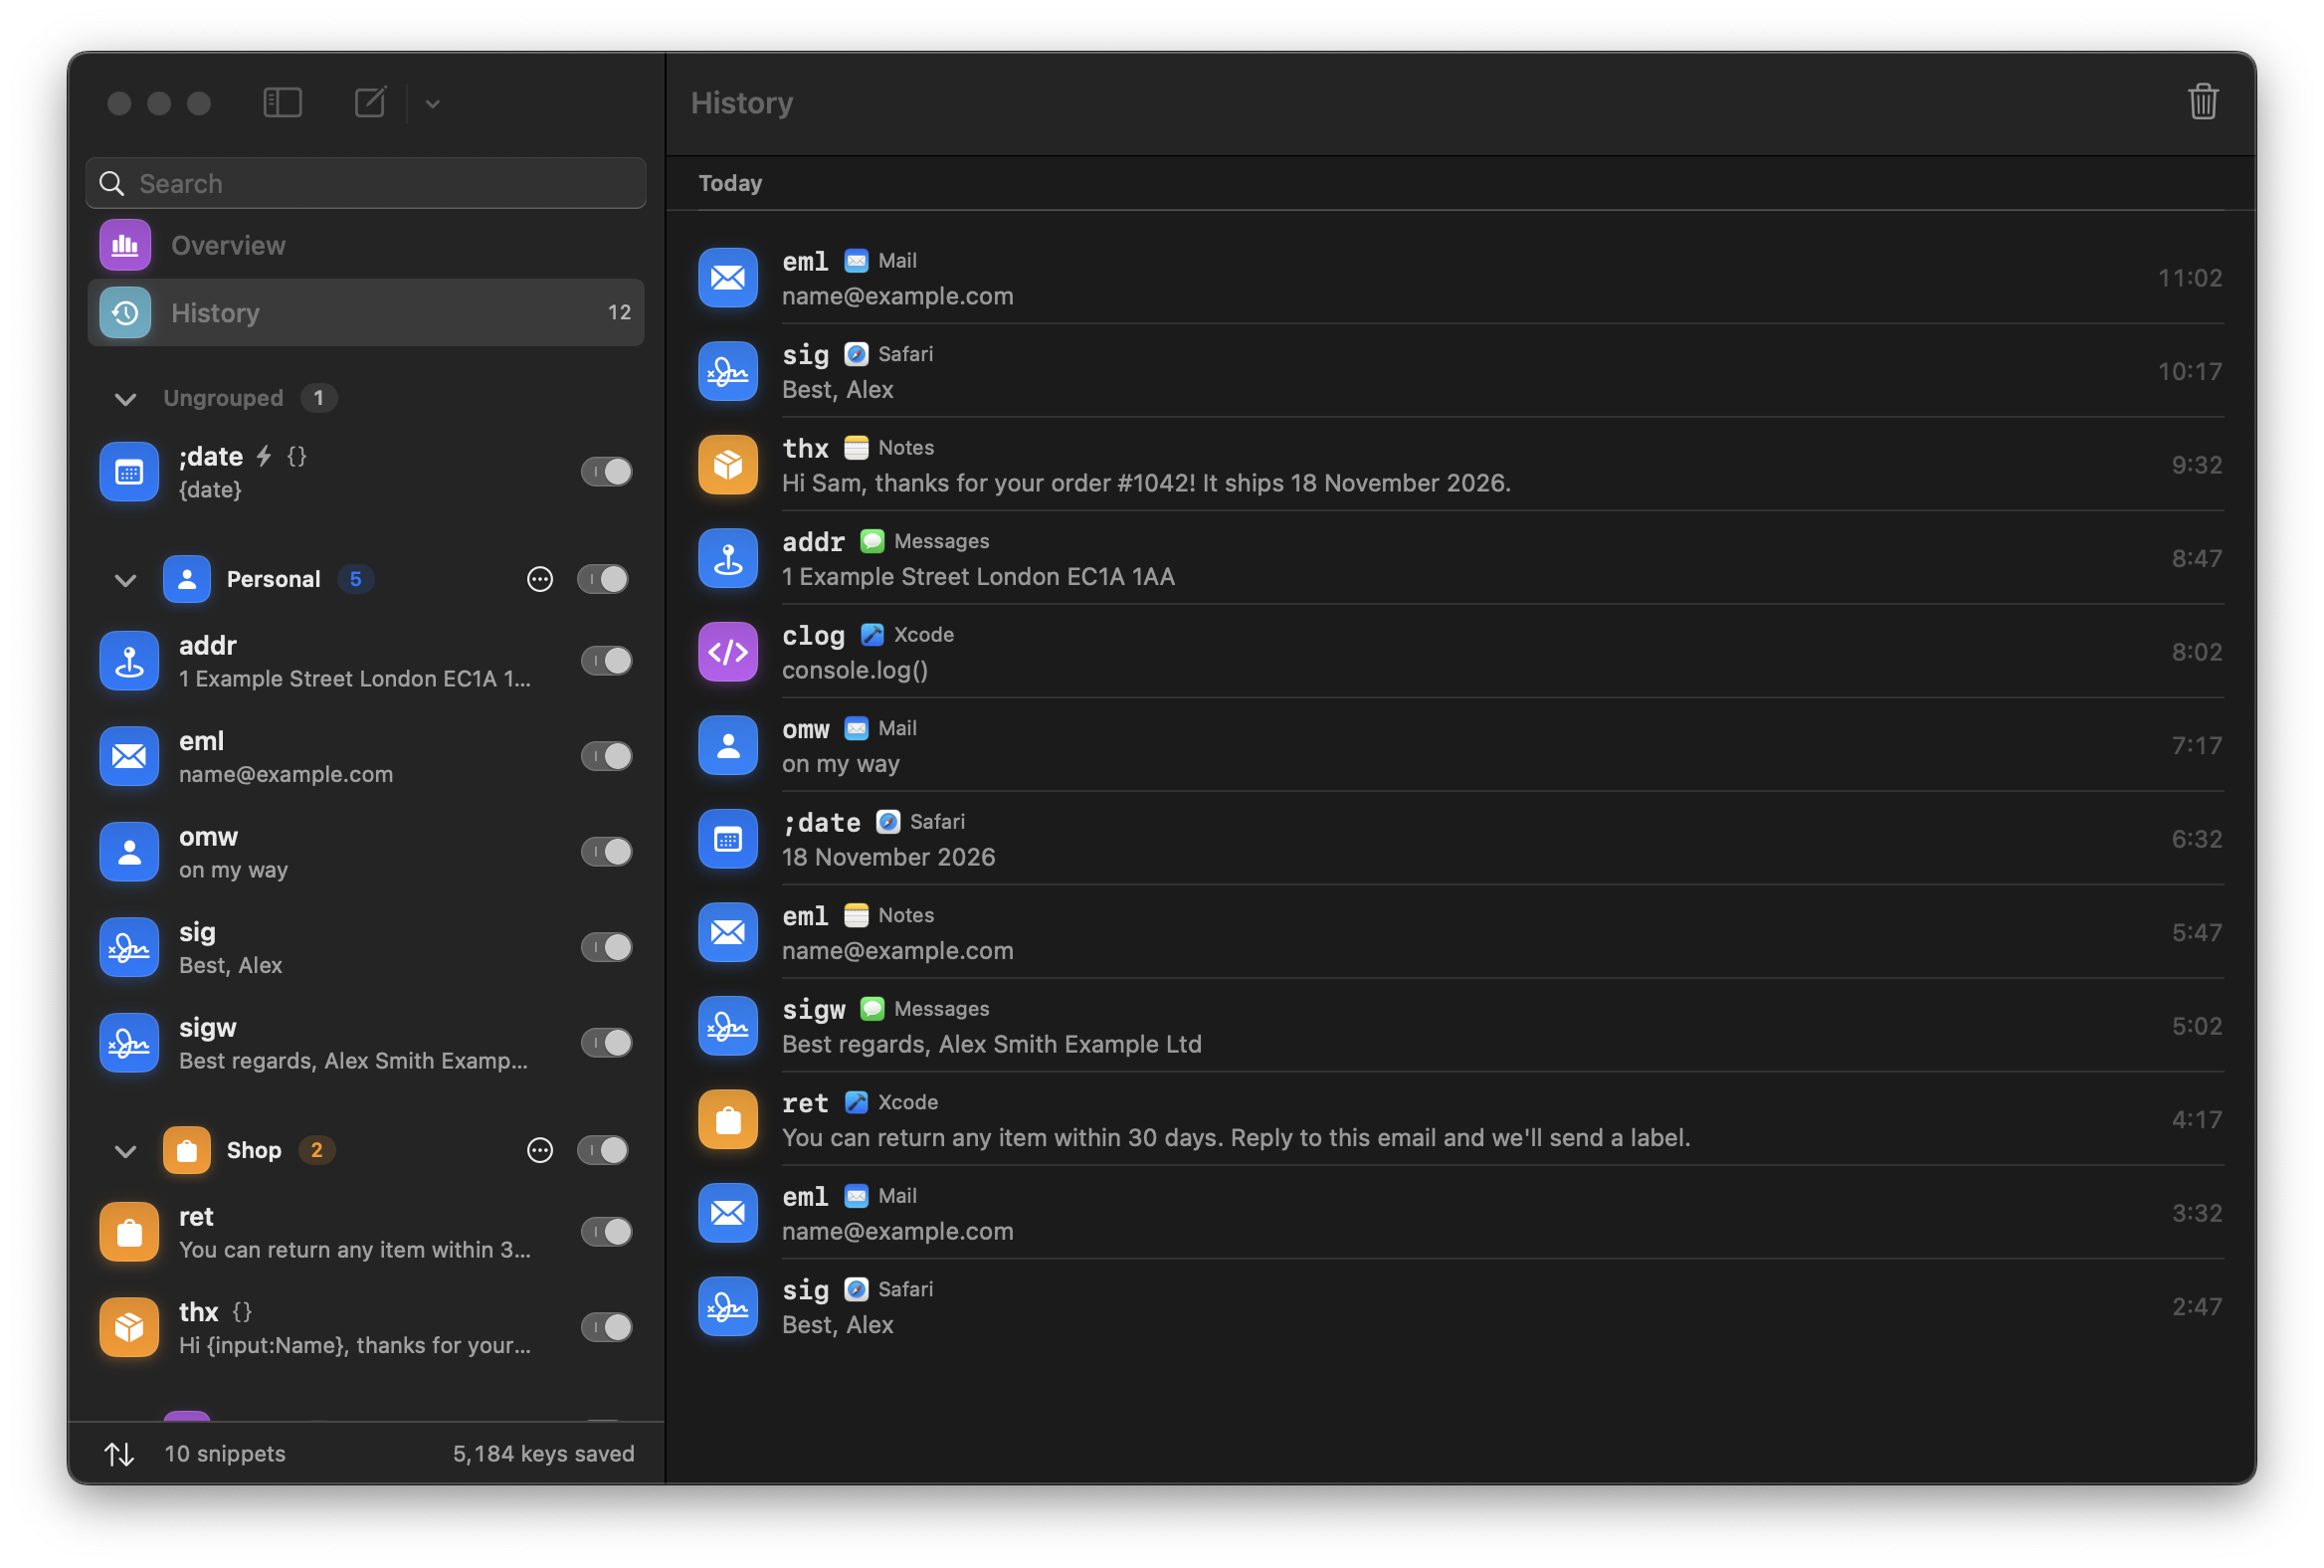 Search
Overview
History 12
Ungrouped 1
;date {}
{date}
Personal 5
addr
1 Example Street London EC1A 1...
eml
name@example.com
omw
on my way
sig
Best, Alex
sigw
Best regards, Alex Smith Examp...
Shop 2
ret
You can return any item within 3...
thx {}
Hi {input:Name}, thanks for your...
10 snippets 5,184 keys saved
History
Today
eml Mail
name@example.com
11:02
sig Safari
Best, Alex
10:17
thx Notes
Hi Sam, thanks for your order #1042! It ships 18 November 2026.
9:32
addr Messages
1 Example Street London EC1A 1AA
8:47
clog Xcode
console.log()
8:02
omw Mail
on my way
7:17
;date Safari
18 November 2026
6:32
eml Notes
name@example.com
5:47
sigw Messages
Best regards, Alex Smith Example Ltd
5:02
ret Xcode
You can return any item within 30 days. Reply to this email and we'll send a label.
4:17
eml Mail
name@example.com
3:32
sig Safari
Best, Alex
2:47